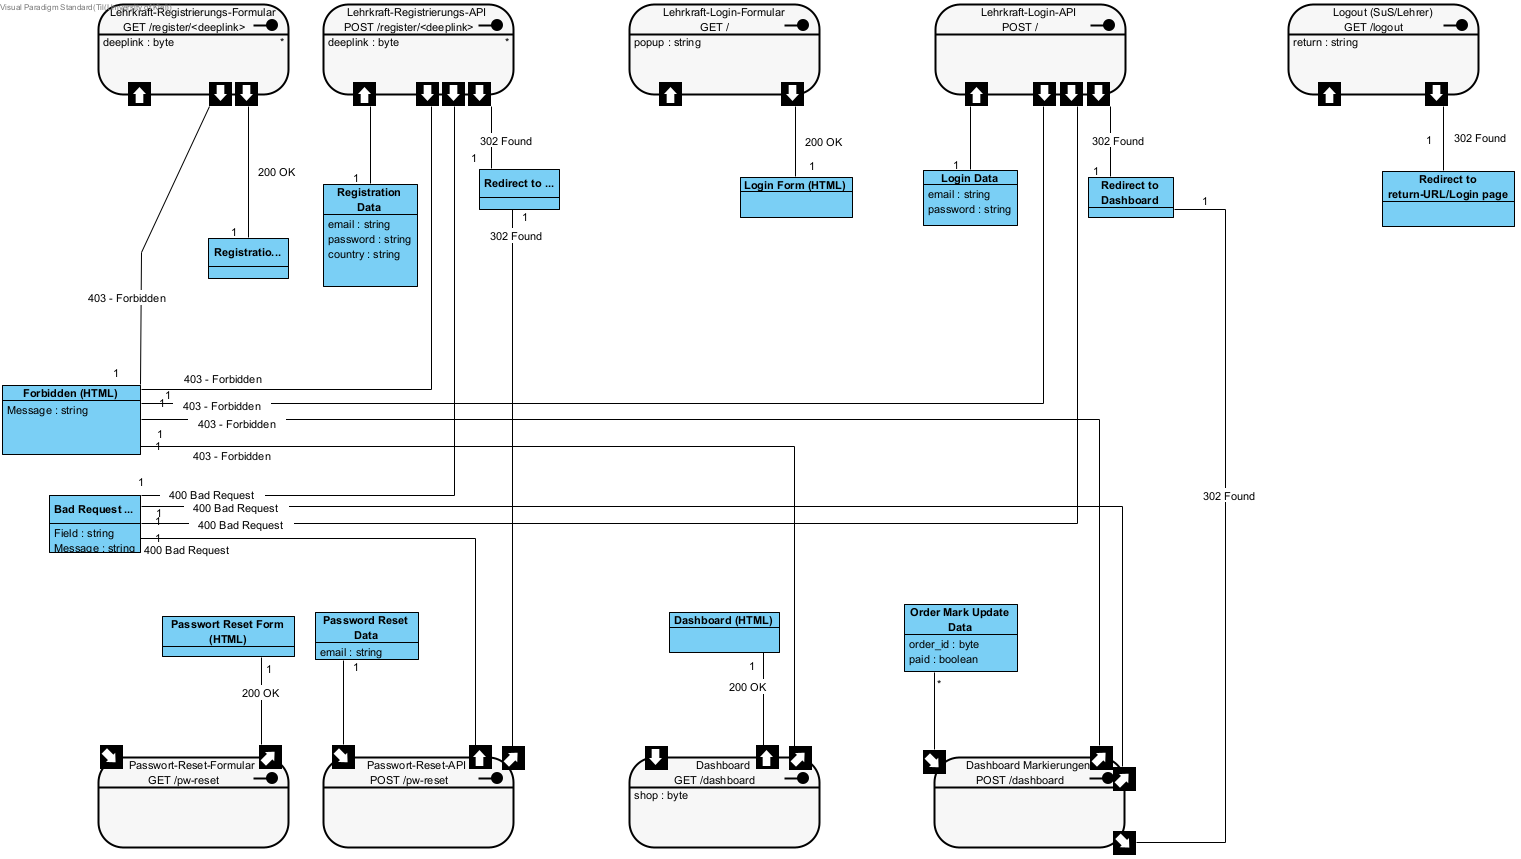 Visual Paradigm Standard
Lehrkraft-Registrierungs-Formular
GET /register/<deeplink>
deeplink : byte
*
Lehrkraft-Registrierungs-API
POST /register/<deeplink>
deeplink : byte
*
Lehrkraft-Login-Formular
GET /
popup : string
Lehrkraft-Login-API
POST /
Logout (SuS/Lehrer)
GET /logout
return : string
302 Found
1
200 OK
1
302 Found
1
302 Found
1
200 OK
1
1
1
Registration
Data
email : string
password : string
country : string
Redirect to ...
1
302 Found
Login Form (HTML)
Login Data
email : string
password : string
Redirect to
Dashboard
1
Redirect to
return-URL/Login page
1
Registratio...
403 - Forbidden
1
403 - Forbidden
Forbidden (HTML)
Message : string
1
1
403 - Forbidden
403 - Forbidden
1
1
403 - Forbidden
1
400 Bad Request
302 Found
Bad Request ...
Field : string
Message : string
1
400 Bad Request
1
400 Bad Request
1
400 Bad Request
Passwort Reset Form
(HTML)
1
200 OK
Password Reset
Data
email : string
1
Dashboard (HTML)
1
200 OK
Order Mark Update
Data
order_id : byte
paid : boolean
*
Passwort-Reset-Formular
GET /pw-reset
Passwort-Reset-API
POST /pw-reset
Dashboard
GET /dashboard
shop : byte
Dashboard Markierungen
POST /dashboard